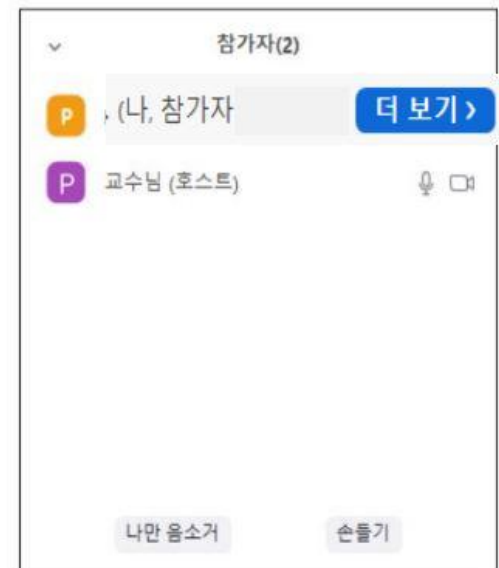 참가자(2)
P . (나, 참가자 더 보기 >
P 교수님 (호스트)
나만 음소거 손들기